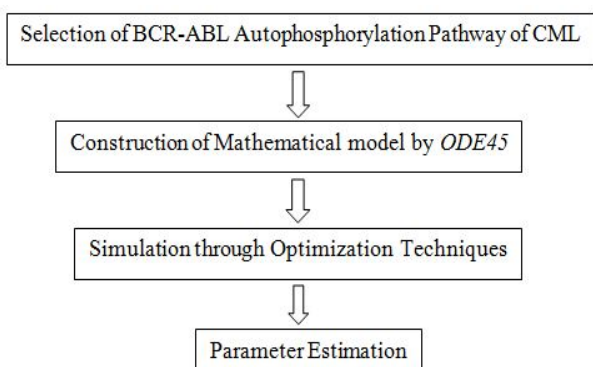 Selection of BCR-ABL Autophosphorylation Pathway of CML
Construction of Mathematical model by ODE45
Simulation through Optimization Techniques
Parameter Estimation